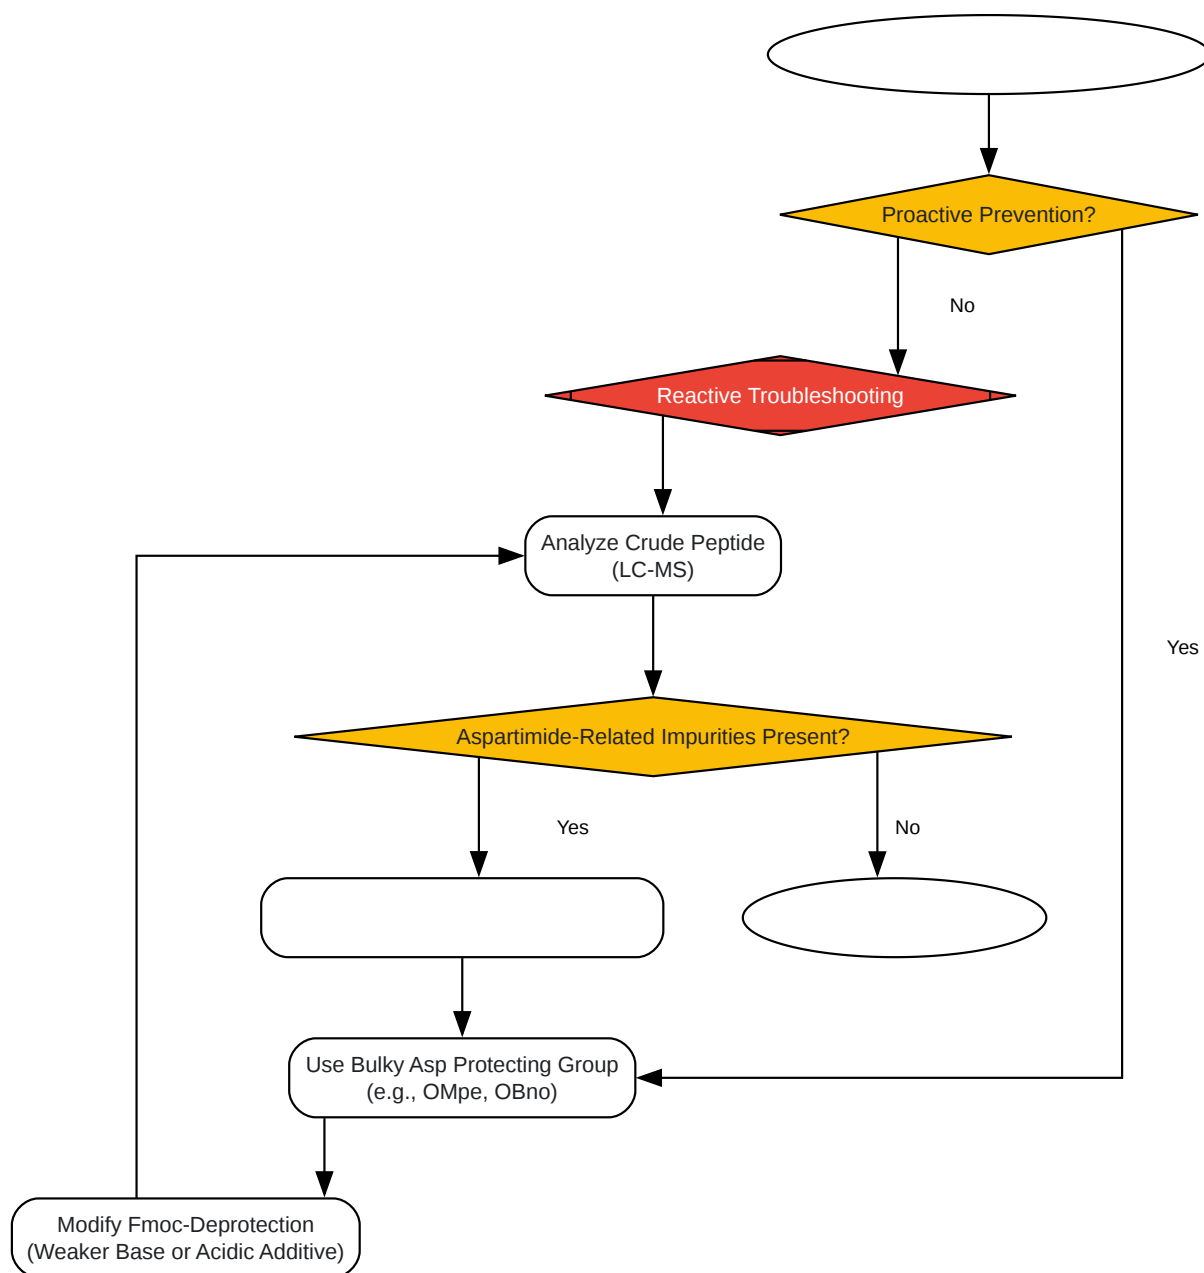 Proactive Prevention?
No
Reactive Troubleshooting
Analyze Crude Peptide
(LC-MS)
Yes
Aspartimide-Related Impurities Present?
Yes
No
Use Bulky Asp Protecting Group
(e.g., OMpe, OBno)
Modify Fmoc-Deprotection
(Weaker Base or Acidic Additive)